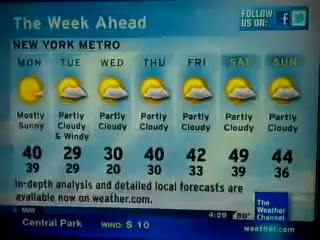 The Week Ahead
FOLLOW
US ON:
NEW YORK METRO
MON TUE WED THU FRI SAT SUN
Mostly Sunny
Partly Cloudy & Windy
Partly Cloudy
Partly Cloudy
Partly Cloudy
Partly Cloudy
Partly Cloudy
40 29 30 40 42 49 44
39 29 20 30 33 39 36
In-depth analysis and detailed local forecasts are
available now on weather.com.
The
Weather
Channel
NOW
4:29
Central Park WIND: S 10
weather.com